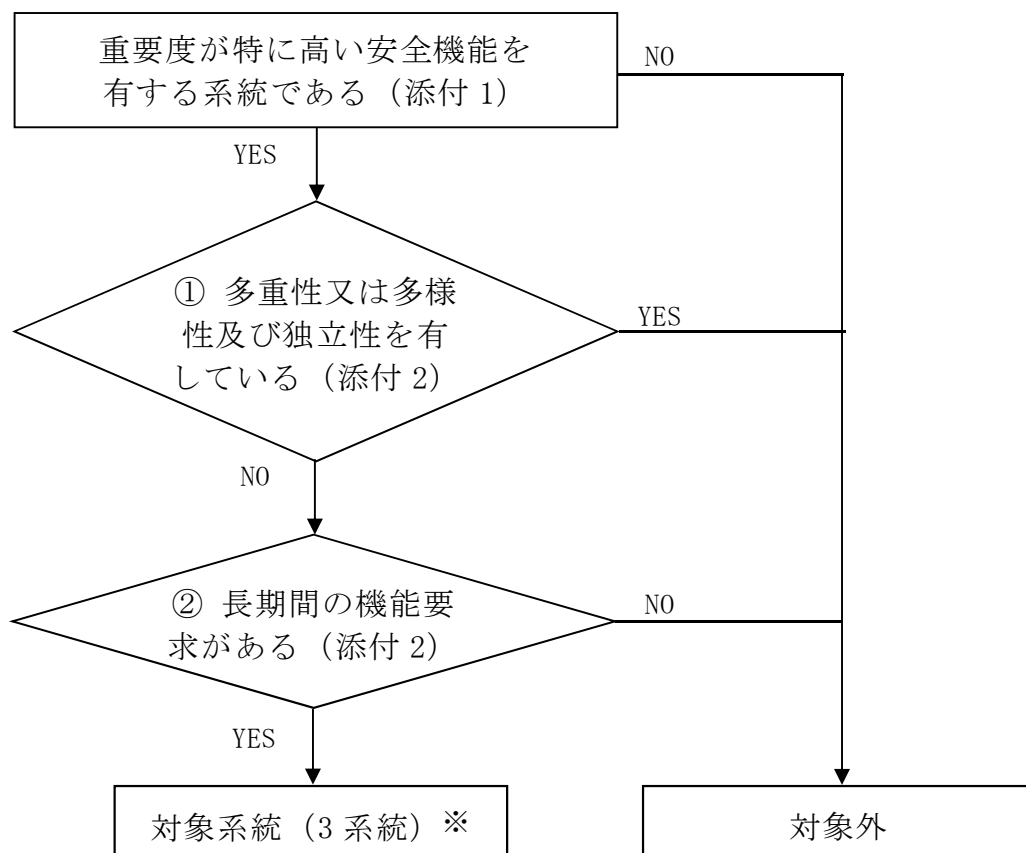 重要度が特に高い安全機能を
有する系統である（添付 1）
NO
YES
① 多重性又は多様
性及び独立性を有
している（添付 2）
YES
NO
② 長期間の機能要
求がある（添付 2）
NO
YES
対象系統（3 系統）※
対象外